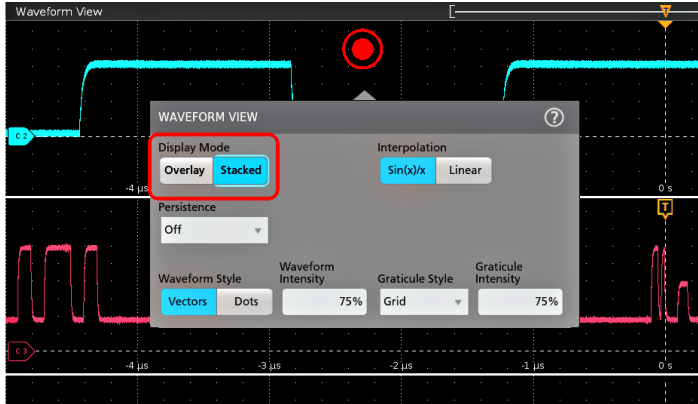 Waveform View
T
C 2
WAVEFORM VIEW
?
Display Mode
Interpolation
Overlay
Stacked
Sin(x)/x
Linear
-4 µs
0 s
Persistence
T
Off
Waveform Style
Waveform
Intensity
Graticule Style
Graticule
Intensity
Vectors
Dots
75%
Grid
75%
C 3
-4 µs
-3 µs
-2 µs
-1 µs
0 s